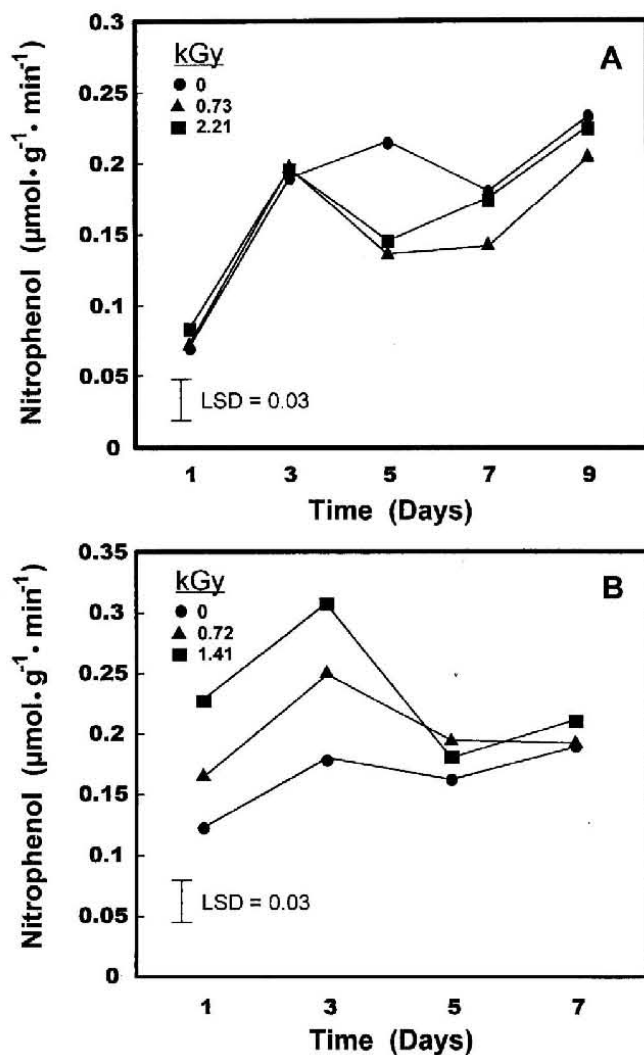 0.3
0.25
0.2
0.15
0.1
0.05
0
Nitrophenol (µmol·g⁻¹·min⁻¹)
kGy
0
0.73
2.21
A
LSD = 0.03
1 3 5 7 9
Time (Days)
0.35
0.3
0.25
0.2
0.15
0.1
0.05
0
Nitrophenol (µmol·g⁻¹·min⁻¹)
kGy
0
0.72
1.41
B
LSD = 0.03
1 3 5 7
Time (Days)